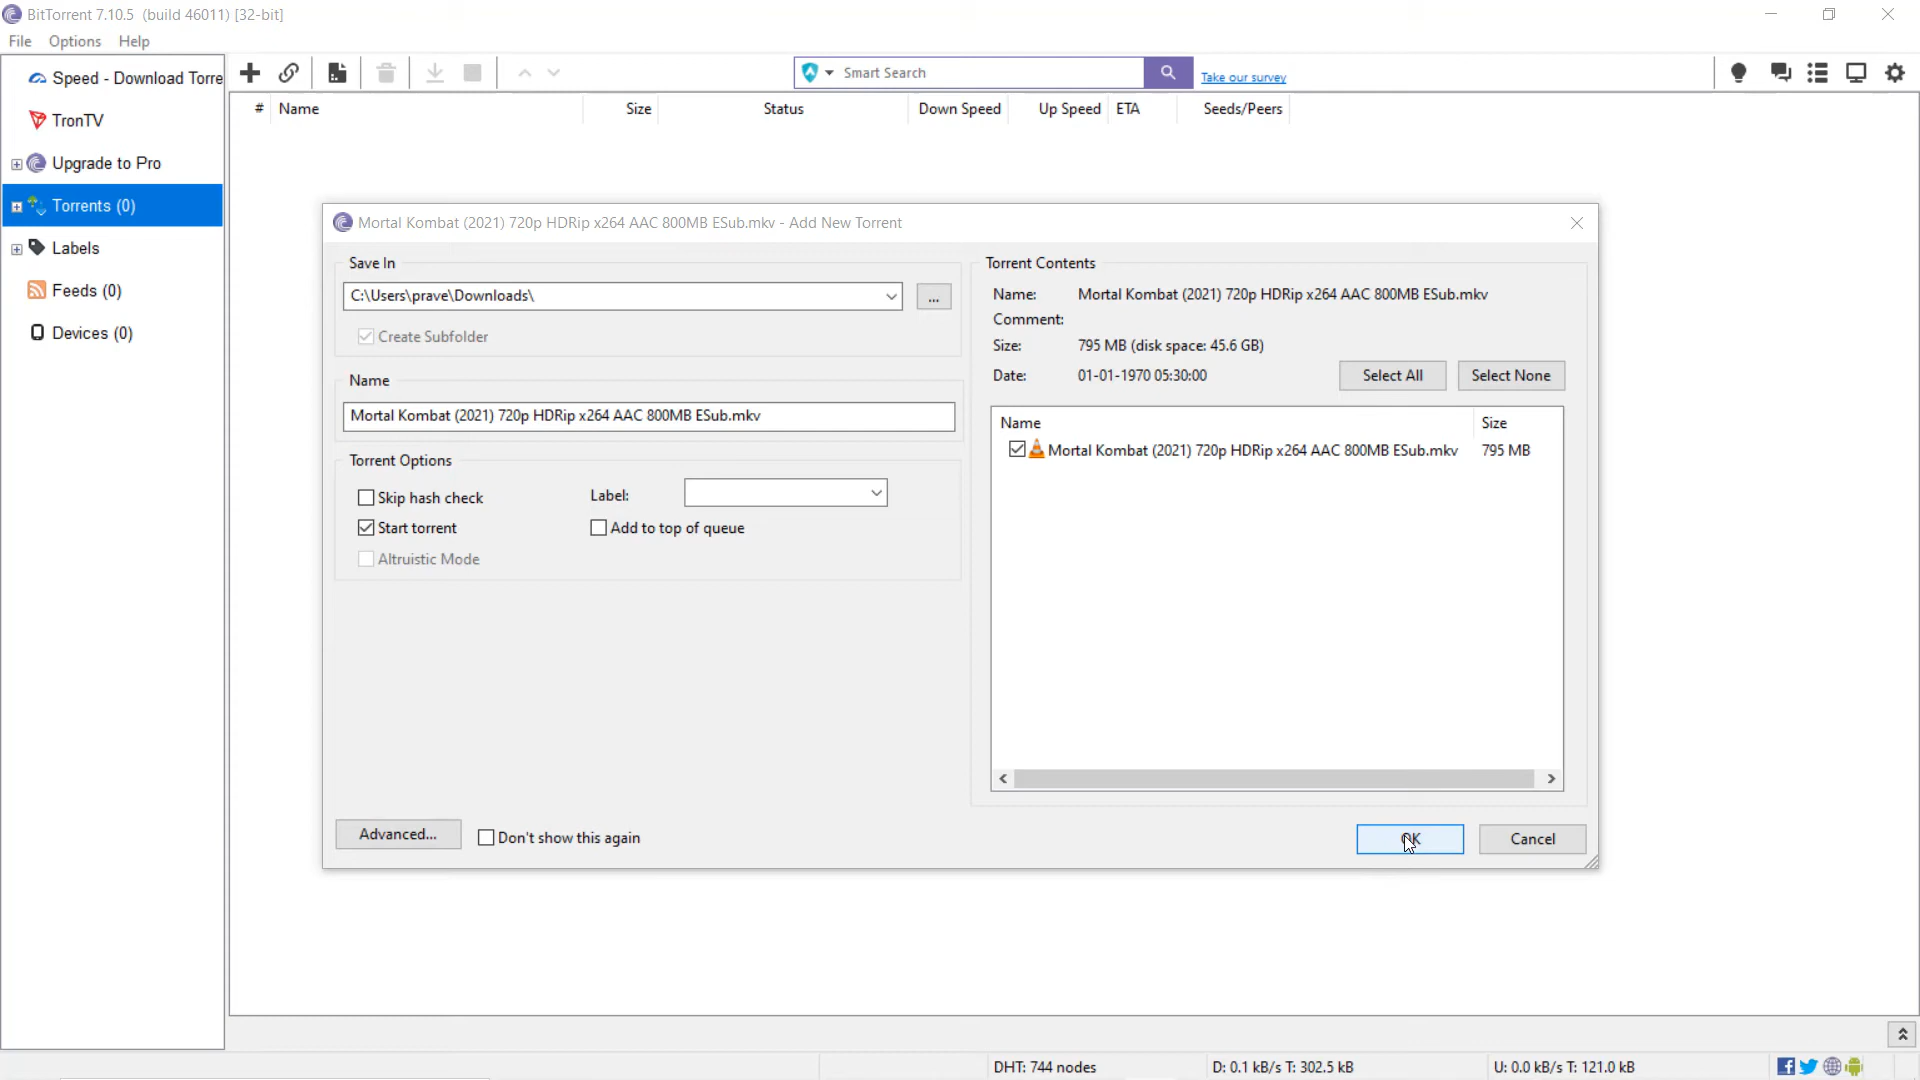 BitTorrent 7.10.5 (build 46011) [32-bit]
File Options Help
Speed - Download Torre
TronTV
Upgrade to Pro
Torrents (0)
Labels
Feeds (0)
Devices (0)
Smart Search
Take our survey
# Name Size Status Down Speed Up Speed ETA Seeds/Peers
Mortal Kombat (2021) 720p HDRip x264 AAC 800MB ESub.mkv - Add New Torrent
Save In
C:\Users\prave\Downloads\
...
Create Subfolder
Name
Mortal Kombat (2021) 720p HDRip x264 AAC 800MB ESub.mkv
Torrent Options
Skip hash check
Label:
Start torrent
Add to top of queue
Altruistic Mode
Torrent Contents
Name: Mortal Kombat (2021) 720p HDRip x264 AAC 800MB ESub.mkv
Comment:
Size: 795 MB (disk space: 45.6 GB)
Date: 01-01-1970 05:30:00
Select All
Select None
Name Size
Mortal Kombat (2021) 720p HDRip x264 AAC 800MB ESub.mkv 795 MB
Advanced...
Don't show this again
OK
Cancel
DHT: 744 nodes
D: 0.1 kB/s T: 302.5 kB
U: 0.0 kB/s T: 121.0 kB